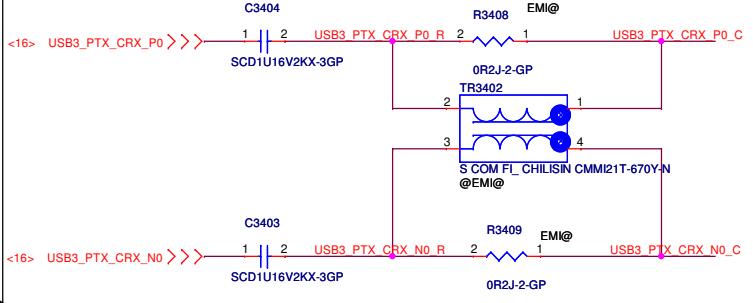 C3404 R3408 EMI@
<16> USB3_PTX_CRX_P0 1 2 USB3_PTX_CRX_P0_R 2 1 USB3_PTX_CRX_P0_C
SCD1U16V2KX-3GP 0R2J-2-GP
TR3402
2 1
3 4
S COM FI_ CHILISIN CMMI21T-670Y-N
@EMI@
C3403 R3409 EMI@
<16> USB3_PTX_CRX_N0 1 2 USB3_PTX_CRX_N0_R 2 1 USB3_PTX_CRX_N0_C
SCD1U16V2KX-3GP 0R2J-2-GP